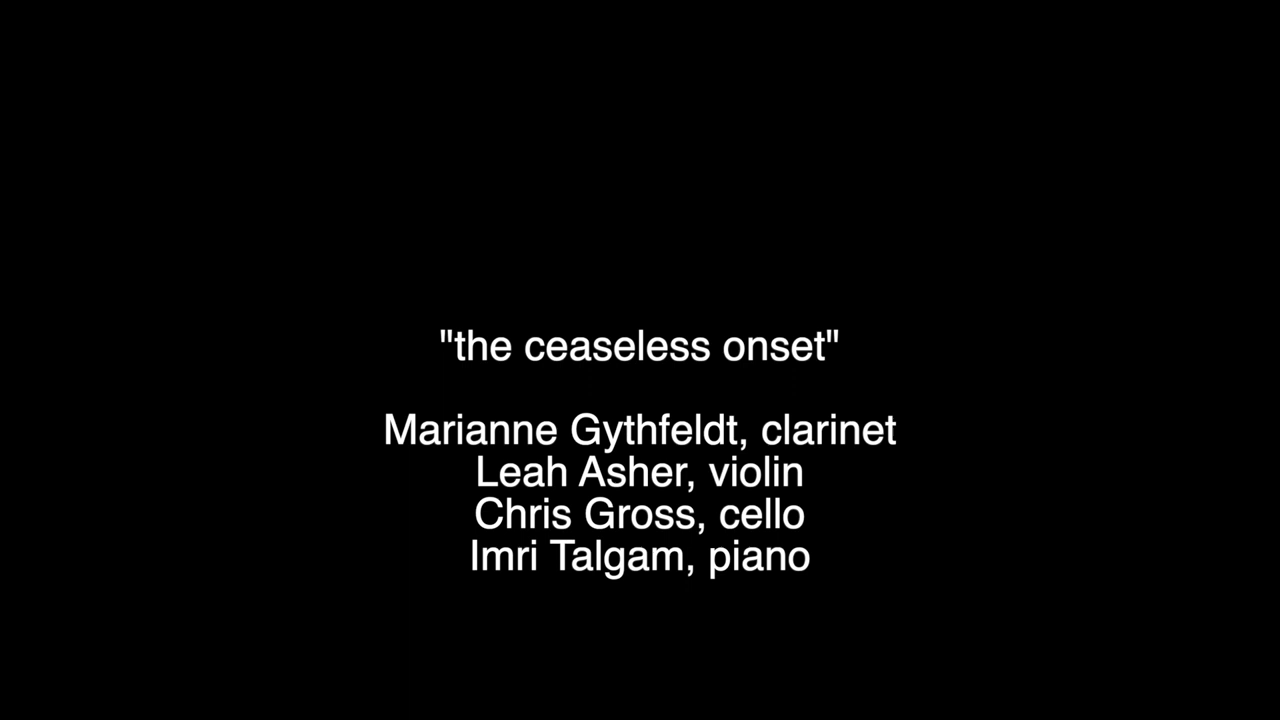 "the ceaseless onset"
Marianne Gythfeldt, clarinet
Leah Asher, violin
Chris Gross, cello
Imri Talgam, piano